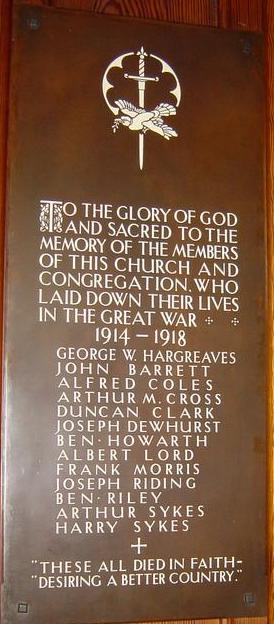 TO THE GLORY OF GOD
AND SACRED TO THE
MEMORY OF THE MEMBERS
OF THIS CHURCH AND
CONGREGATION, WHO
LAID DOWN THEIR LIVES
IN THE GREAT WAR
1914 – 1918
GEORGE W. HARGREAVES
JOHN BARRETT
ALFRED COLES
ARTHUR M. CROSS
DUNCAN CLARK
JOSEPH DEWHURST
BEN· HOWARTH
ALBERT LORD
FRANK MORRIS
JOSEPH RIDING
BEN· RILEY
ARTHUR SYKES
HARRY SYKES
"THESE ALL DIED IN FAITH-
"DESIRING A BETTER COUNTRY."